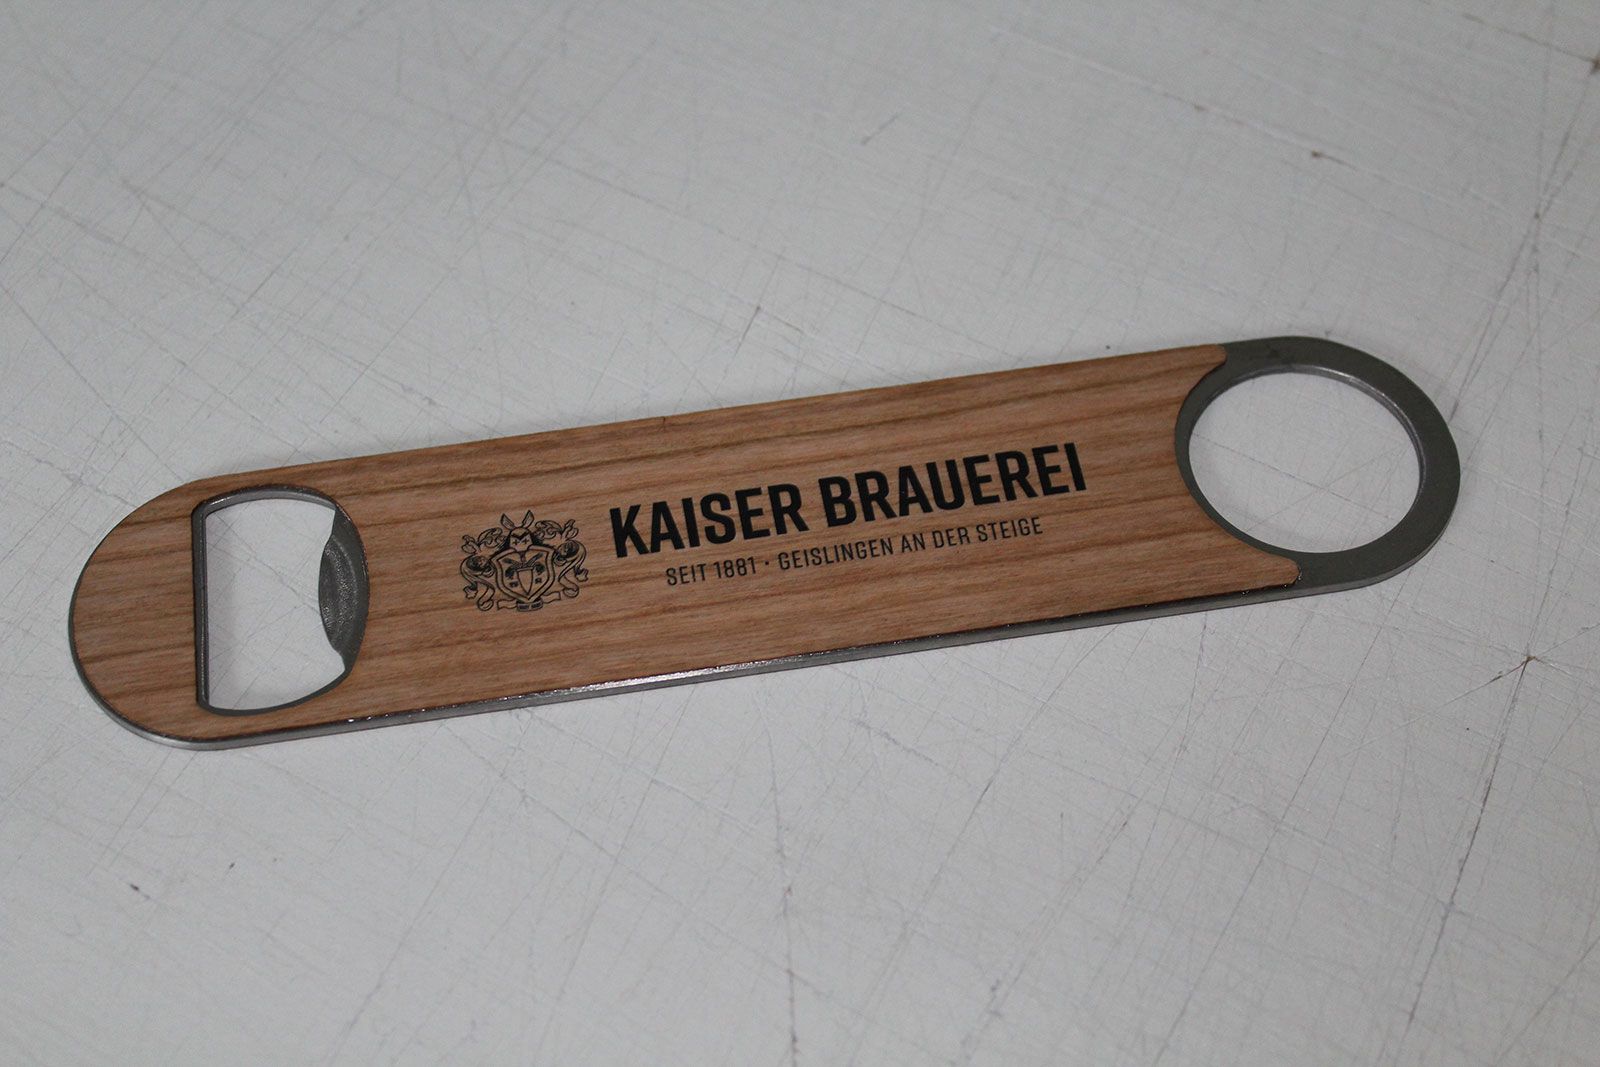 KAISER BRAUEREI
SEIT 1881 · GEISLINGEN AN DER STEIGE